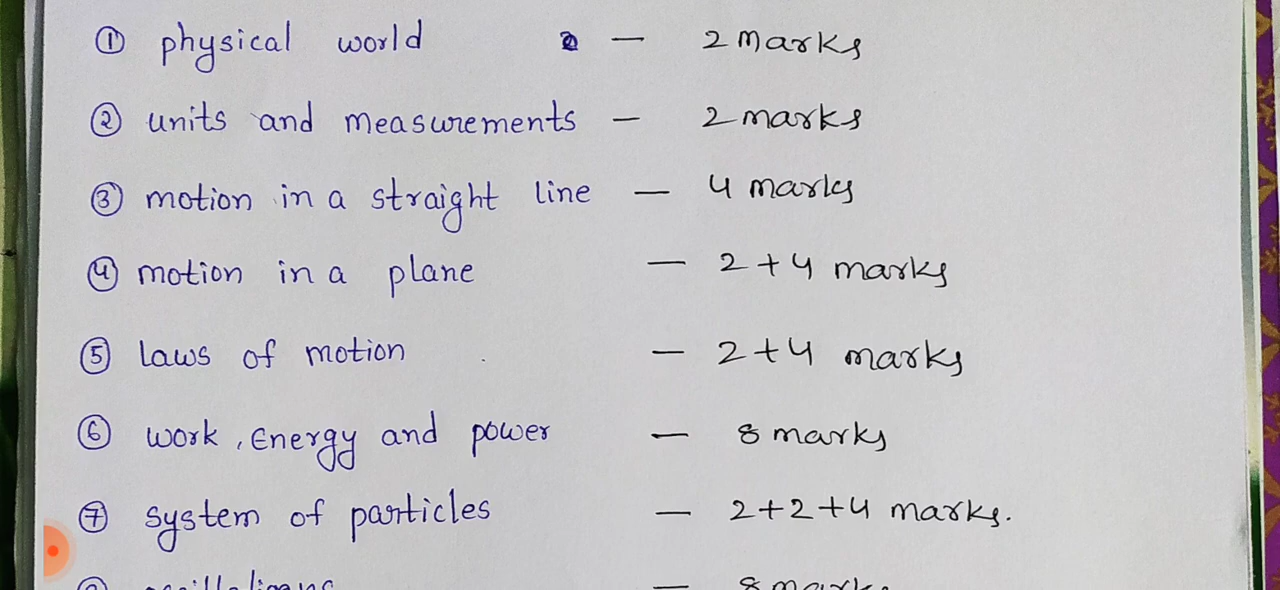 ① physical world — 2 Marks
② units and measurements — 2 marks
③ motion in a straight line — 4 marks
④ motion in a plane — 2+4 marks
⑤ laws of motion — 2+4 marks
⑥ work, Energy and power — 8 marks
⑦ system of particles — 2+2+4 marks.
— 8 marks